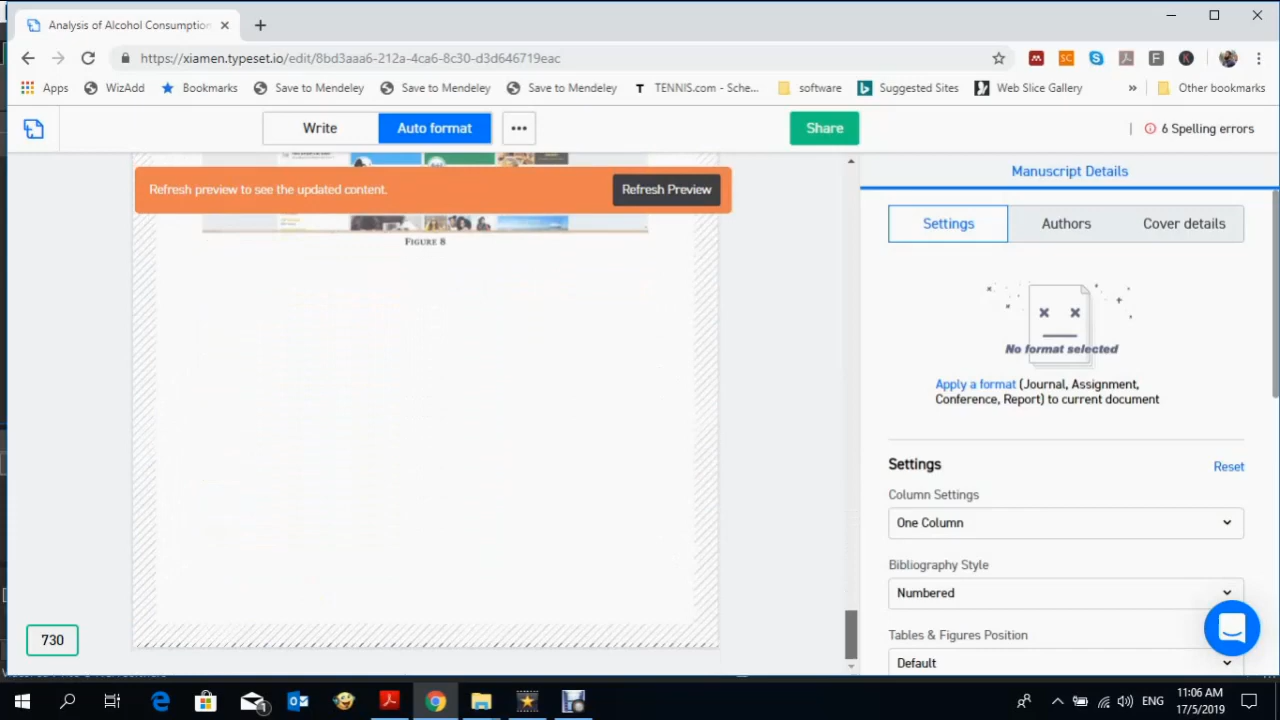 Analysis of Alcohol Consumption
https://xiamen.typeset.io/edit/8bd3aaa6-212a-4ca6-8c30-d3d646719eac
SC
F
K
Apps
WizAdd
Bookmarks
Save to Mendeley
Save to Mendeley
Save to Mendeley
T TENNIS.com - Sche...
software
Suggested Sites
Web Slice Gallery
»
Other bookmarks
Write
Auto format
•••
Share
6 Spelling errors
Refresh preview to see the updated content.
Refresh Preview
FIGURE 8
730
Manuscript Details
Settings
Authors
Cover details
No format selected
Apply a format (Journal, Assignment,
Conference, Report) to current document
Settings
Reset
Column Settings
One Column
Bibliography Style
Numbered
Tables & Figures Position
Default
1
ENG
11:06 AM
17/5/2019